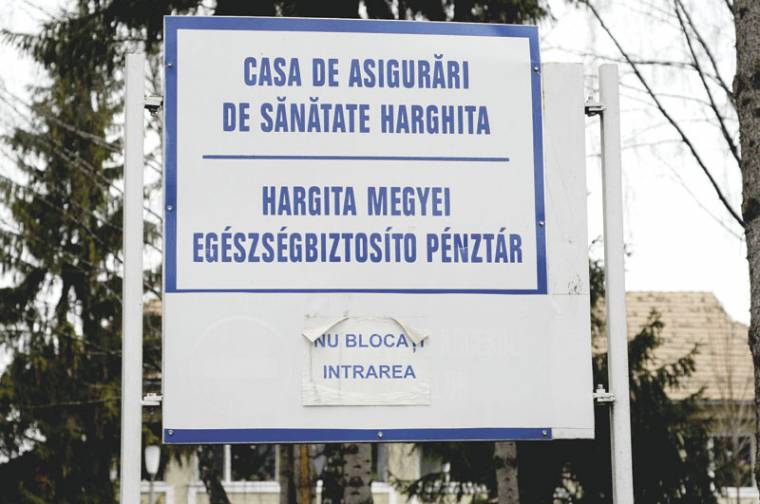 CASA DE ASIGURĂRI
DE SĂNĂTATE HARGHITA
HARGITA MEGYEI
EGÉSZSÉGBIZTOSÍTO PÉNZTÁR
NU BLOCAȚI
INTRAREA